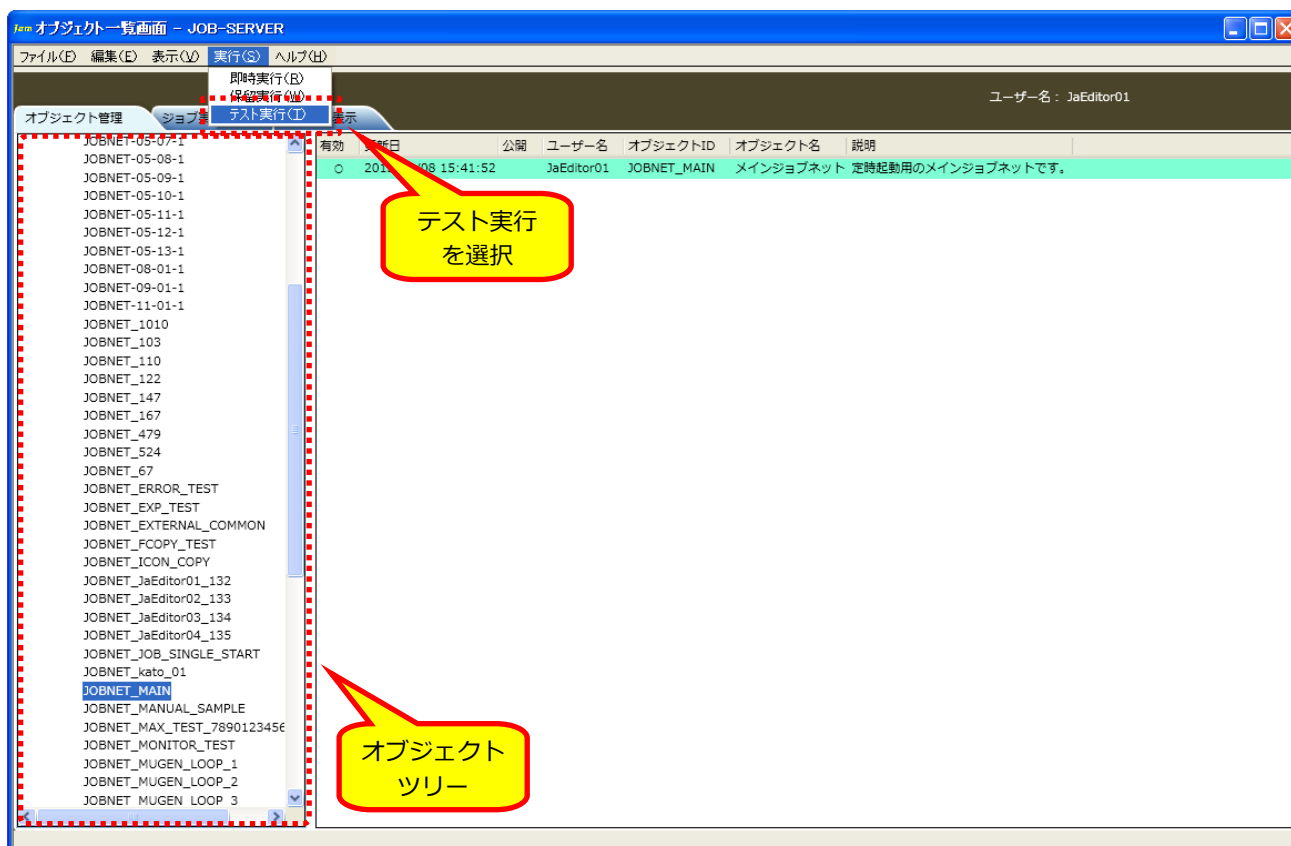 Jam オブジェクト一覧画面 - JOB-SERVER
ファイル(F) 編集(E) 表示(V) 実行(S) ヘルプ(H)
即時実行(R)
保留実行(W)
テスト実行(T)
ユーザー名 : JaEditor01
オブジェクト管理 ジョブ 表示
有効 更新日 公開 ユーザー名 オブジェクトID オブジェクト名 説明
○ 08 15:41:52 JaEditor01 JOBNET_MAIN メインジョブネット 定時起動用のメインジョブネットです。
JOBNET-05-07-1
JOBNET-05-08-1
JOBNET-05-09-1
JOBNET-05-10-1
JOBNET-05-11-1
JOBNET-05-12-1
JOBNET-05-13-1
JOBNET-08-01-1
JOBNET-09-01-1
JOBNET-11-01-1
JOBNET_1010
JOBNET_103
JOBNET_110
JOBNET_122
JOBNET_147
JOBNET_167
JOBNET_479
JOBNET_524
JOBNET_67
JOBNET_ERROR_TEST
JOBNET_EXP_TEST
JOBNET_EXTERNAL_COMMON
JOBNET_FCOPY_TEST
JOBNET_ICON_COPY
JOBNET_JaEditor01_132
JOBNET_JaEditor02_133
JOBNET_JaEditor03_134
JOBNET_JaEditor04_135
JOBNET_JOB_SINGLE_START
JOBNET_kato_01
JOBNET_MAIN
JOBNET_MANUAL_SAMPLE
JOBNET_MAX_TEST_7890123456
JOBNET_MONITOR_TEST
JOBNET_MUGEN_LOOP_1
JOBNET_MUGEN_LOOP_2
JOBNET_MUGEN_LOOP_3
テスト実行
を選択
オブジェクト
ツリー